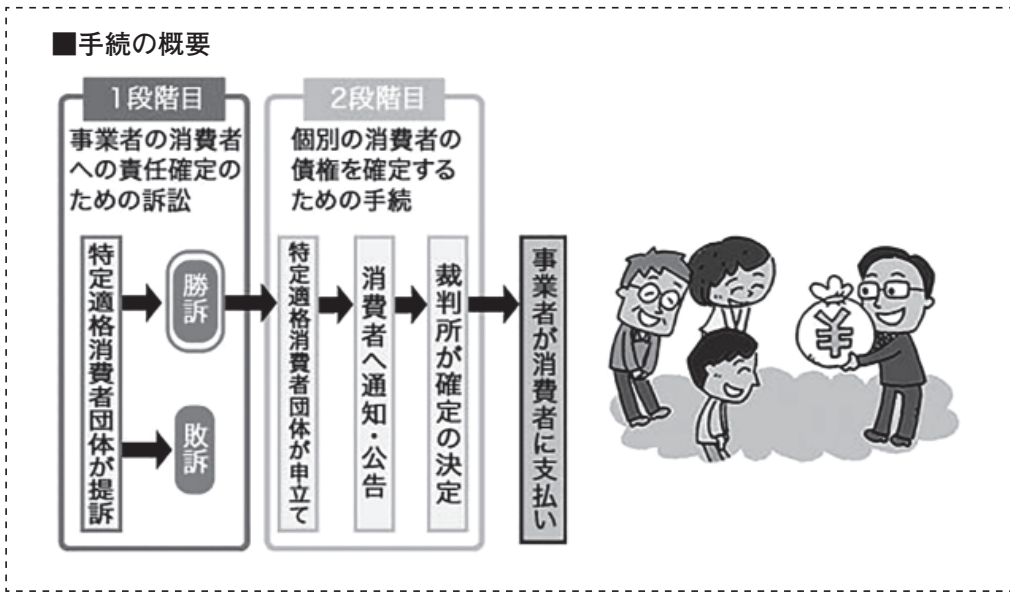 ■手続の概要
1段階目
事業者の消費者
への責任確定の
ための訴訟
特定適格消費者団体が提訴
勝訴
敗訴
2段階目
個別の消費者の
債権を確定する
ための手続
特定適格消費者団体が申立て
消費者へ通知・公告
裁判所が確定の決定
事業者が消費者に支払い
¥